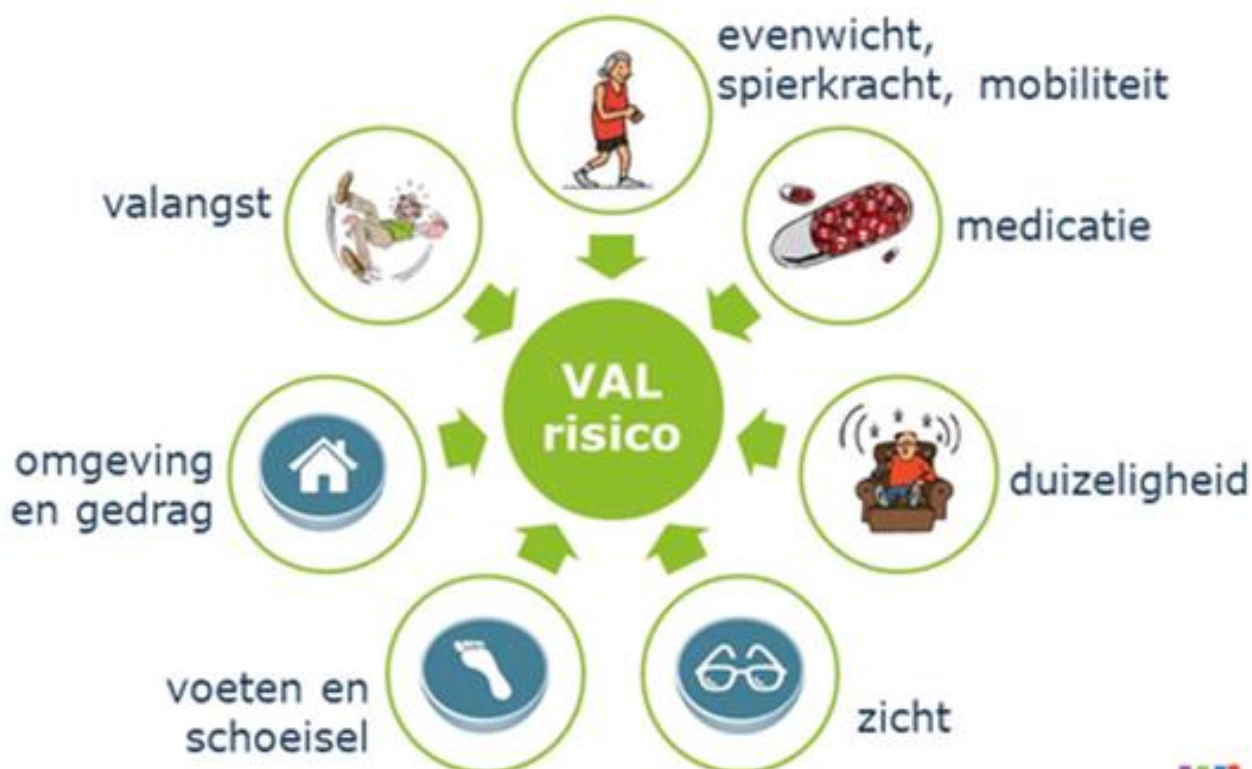 evenwicht,
spierkracht, mobiliteit
valangst
medicatie
VAL
risico
omgeving
en gedrag
duizeligheid
voeten en
schoeisel
zicht